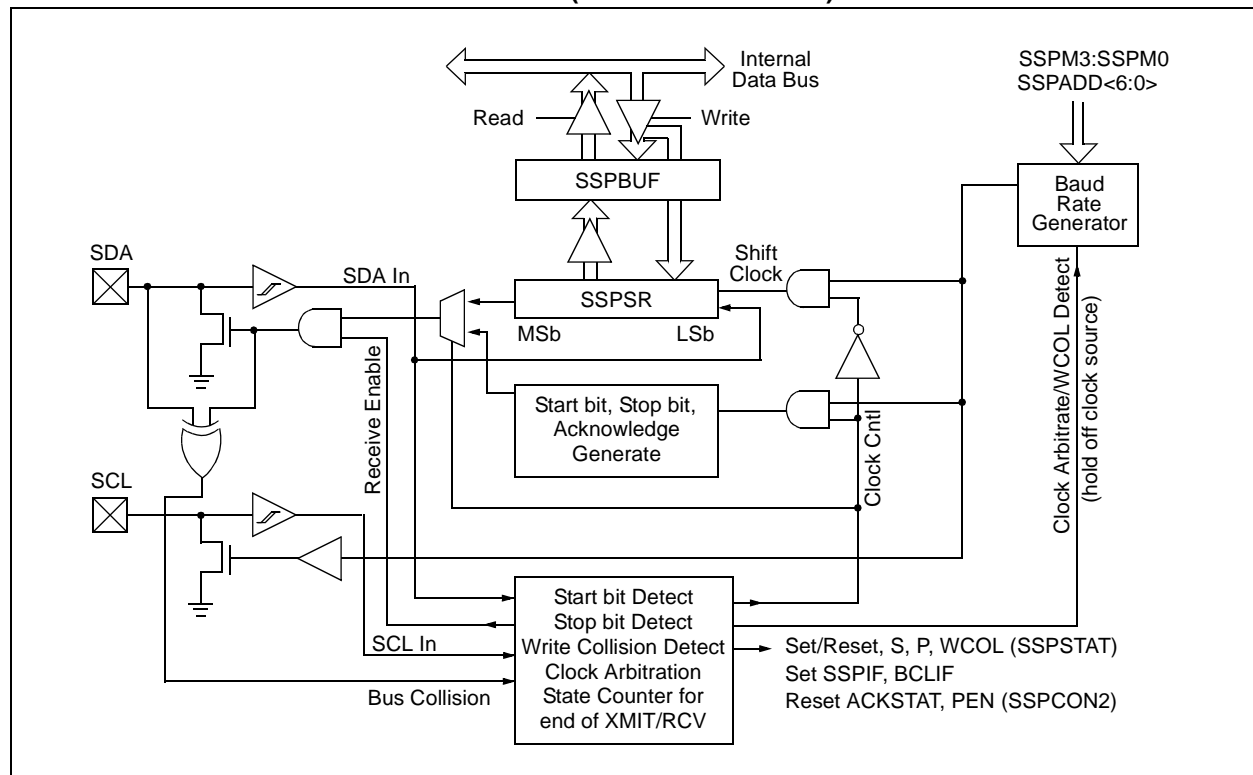 Internal
Data Bus
SSPM3:SSPM0
SSPADD<6:0>
Read
Write
SSPBUF
Baud
Rate
Generator
SDA
SDA In
Shift
Clock
SSPSR
MSb
LSb
Start bit, Stop bit,
Acknowledge
Generate
Receive Enable
Clock Cntl
Clock Arbitrate/WCOL Detect
(hold off clock source)
SCL
SCL In
Bus Collision
Start bit Detect
Stop bit Detect
Write Collision Detect
Clock Arbitration
State Counter for
end of XMIT/RCV
Set/Reset, S, P, WCOL (SSPSTAT)
Set SSPIF, BCLIF
Reset ACKSTAT, PEN (SSPCON2)